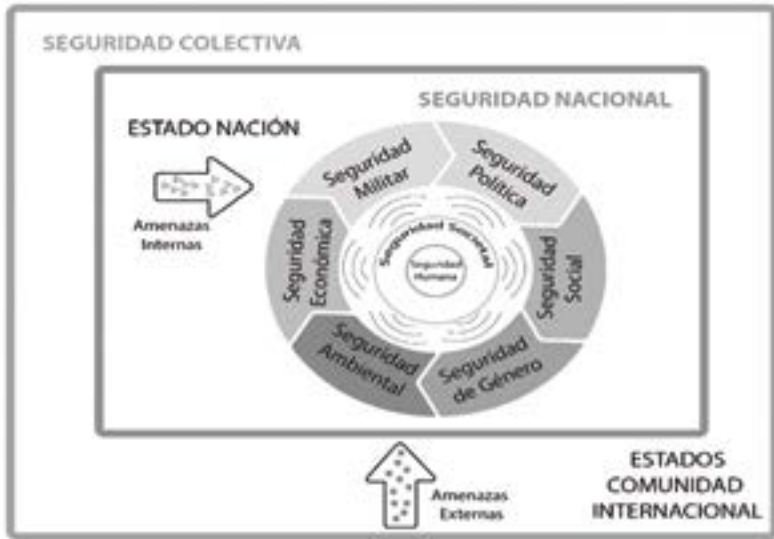 SEGURIDAD COLECTIVA
SEGURIDAD NACIONAL
ESTADO NACIÓN
Amenazas
Internas
Seguridad
Militar
Seguridad
Política
Seguridad
Económica
Seguridad Societal
Seguridad
Humana
Seguridad
Social
Seguridad
Ambiental
Seguridad
de Género
Amenazas
Externas
ESTADOS
COMUNIDAD
INTERNACIONAL